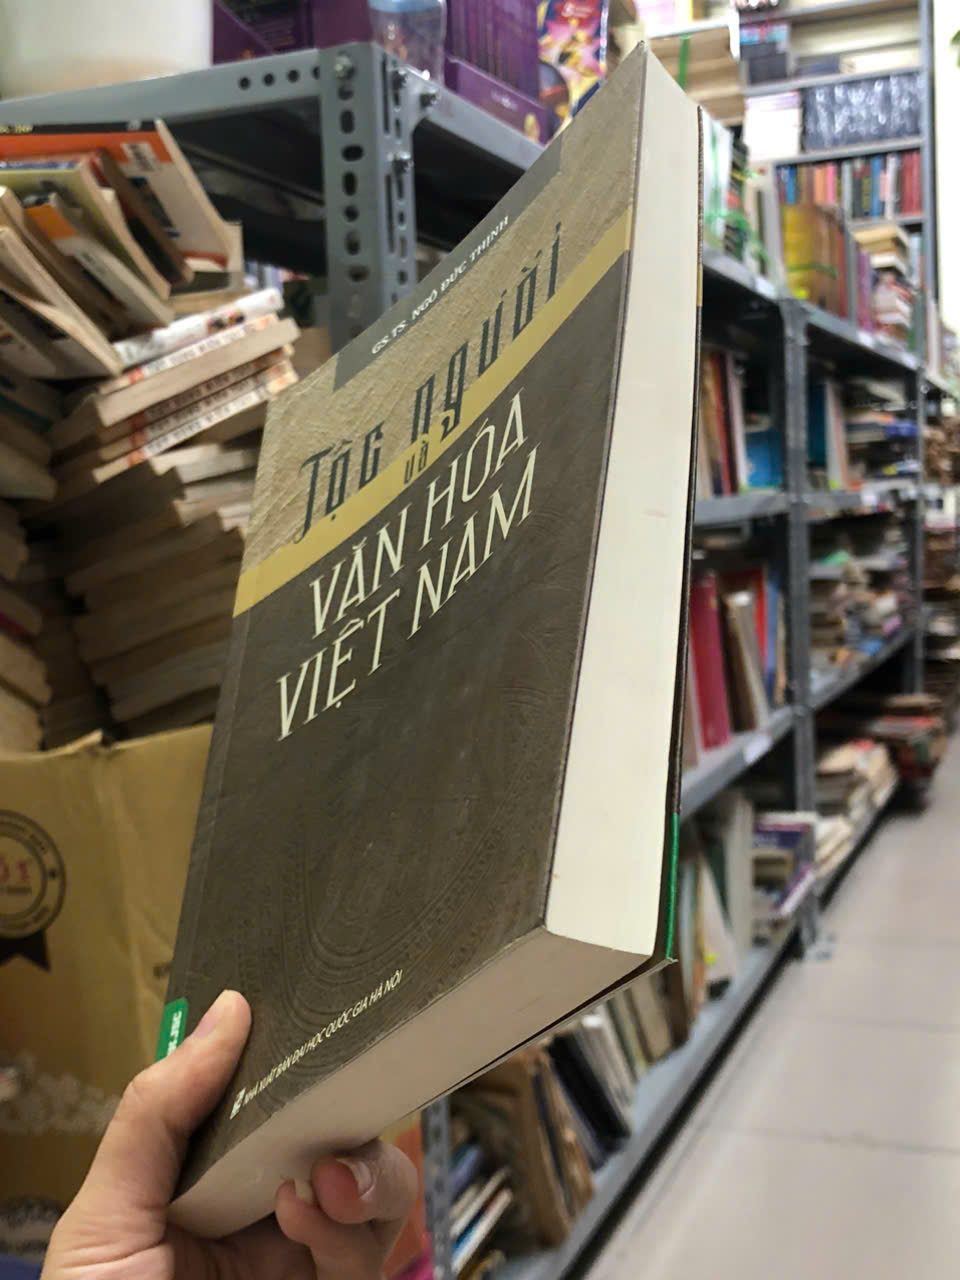 GS.TS. NGÔ ĐỨC THỊNH
Tộc người
và
VĂN HÓA
VIỆT NAM
NHÀ XUẤT BẢN ĐẠI HỌC QUỐC GIA HÀ NỘI